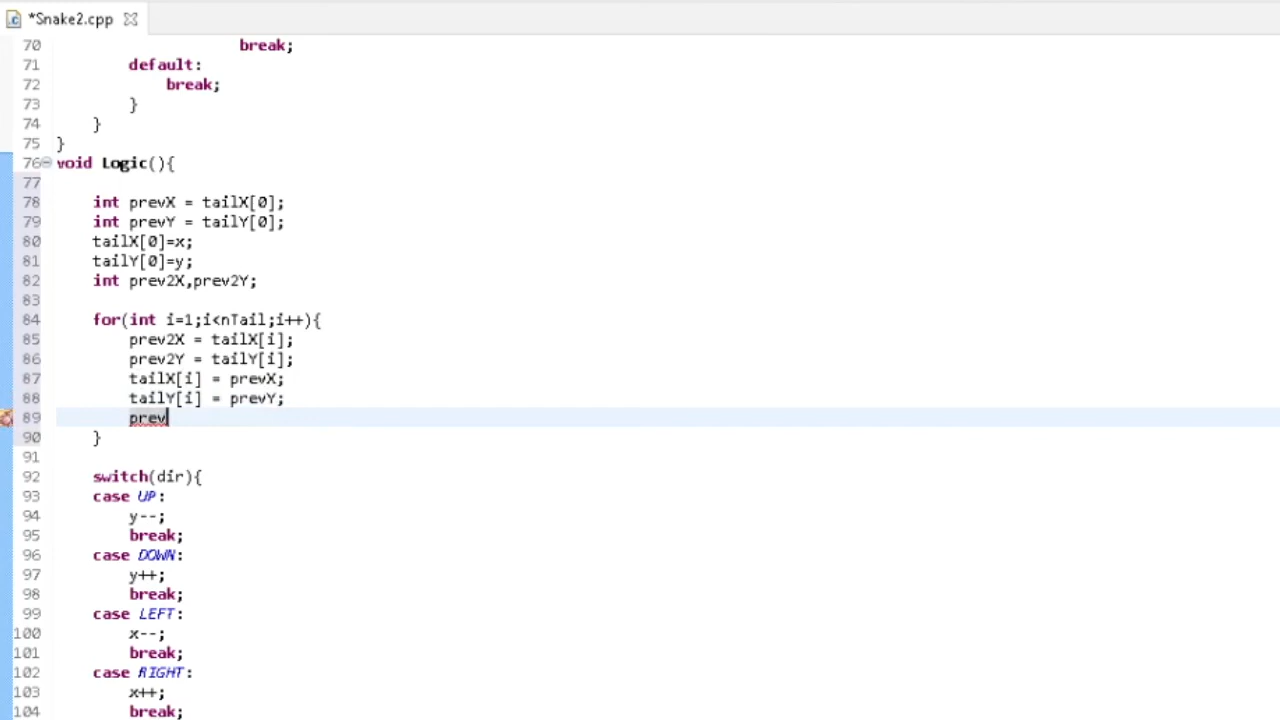 *Snake2.cpp
70 break;
71 default:
72 break;
73 }
74 }
75 }
76 void Logic(){
77
78 int prevX = tailX[0];
79 int prevY = tailY[0];
80 tailX[0]=x;
81 tailY[0]=y;
82 int prev2X,prev2Y;
83
84 for(int i=1;i<nTail;i++){
85 prev2X = tailX[i];
86 prev2Y = tailY[i];
87 tailX[i] = prevX;
88 tailY[i] = prevY;
89 prev
90 }
91
92 switch(dir){
93 case UP:
94 y--;
95 break;
96 case DOWN:
97 y++;
98 break;
99 case LEFT:
100 x--;
101 break;
102 case RIGHT:
103 x++;
104 break;